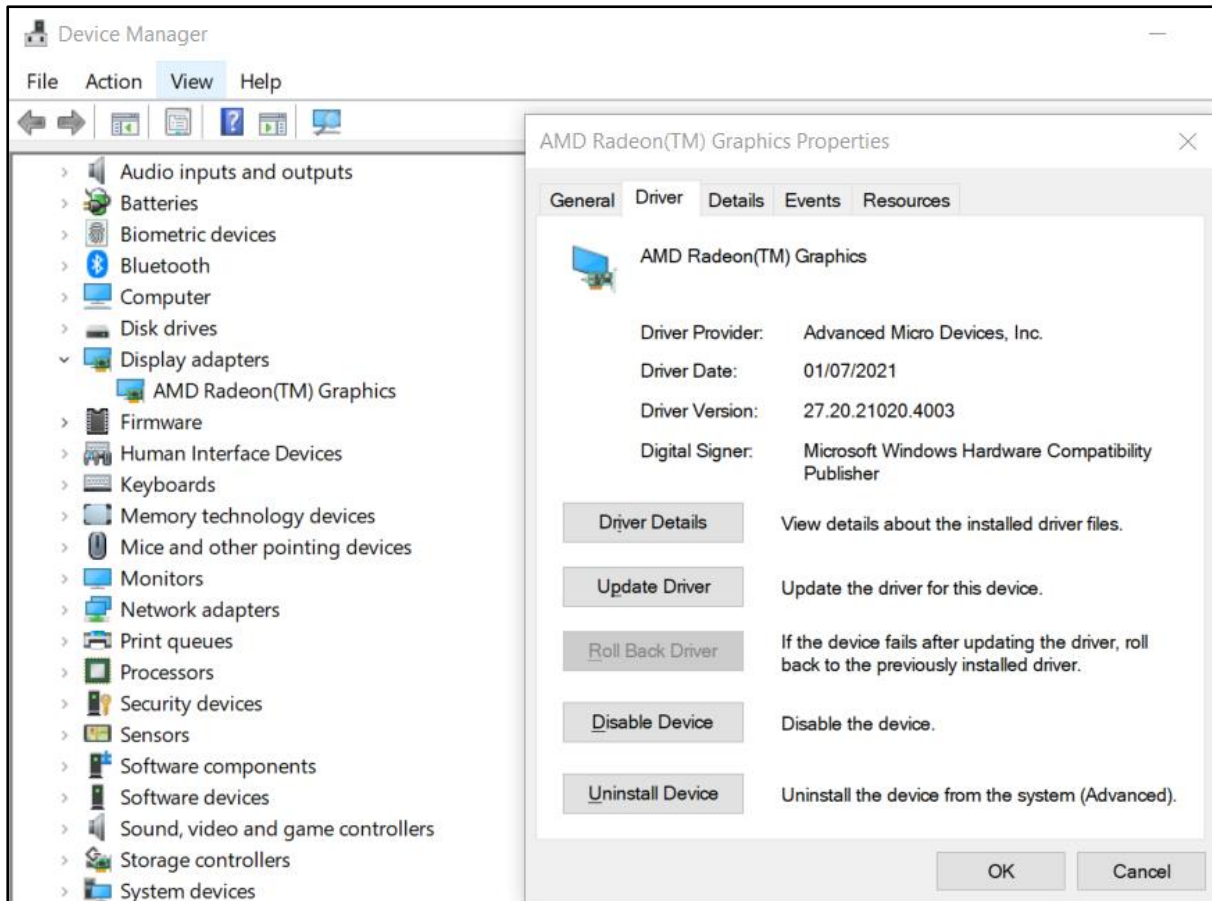 Device Manager
File Action View Help
Audio inputs and outputs
Batteries
Biometric devices
Bluetooth
Computer
Disk drives
Display adapters
AMD Radeon(TM) Graphics
Firmware
Human Interface Devices
Keyboards
Memory technology devices
Mice and other pointing devices
Monitors
Network adapters
Print queues
Processors
Security devices
Sensors
Software components
Software devices
Sound, video and game controllers
Storage controllers
System devices
AMD Radeon(TM) Graphics Properties
General Driver Details Events Resources
AMD Radeon(TM) Graphics
Driver Provider: Advanced Micro Devices, Inc.
Driver Date: 01/07/2021
Driver Version: 27.20.21020.4003
Digital Signer: Microsoft Windows Hardware Compatibility
Publisher
Driver Details View details about the installed driver files.
Update Driver Update the driver for this device.
Roll Back Driver If the device fails after updating the driver, roll
back to the previously installed driver.
Disable Device Disable the device.
Uninstall Device Uninstall the device from the system (Advanced).
OK Cancel